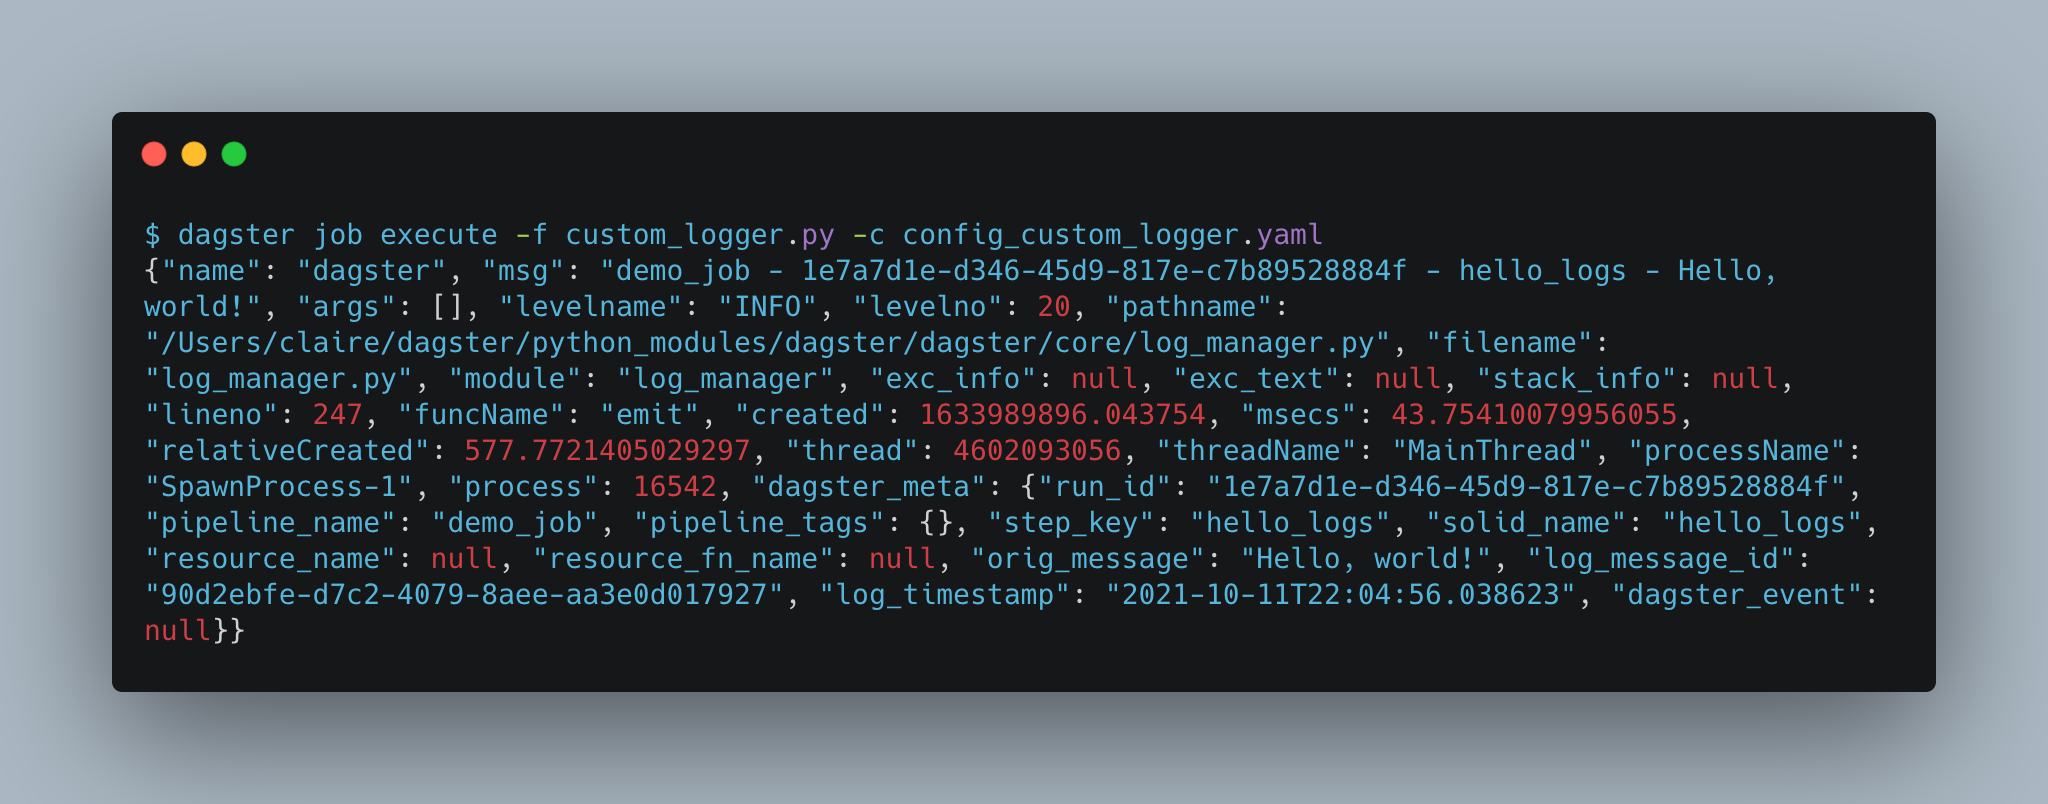 $ dagster job execute -f custom_logger.py -c config_custom_logger.yaml
{"name": "dagster", "msg": "demo_job - 1e7a7d1e-d346-45d9-817e-c7b89528884f - hello_logs - Hello,
world!", "args": [], "levelname": "INFO", "levelno": 20, "pathname":
"/Users/claire/dagster/python_modules/dagster/dagster/core/log_manager.py", "filename":
"log_manager.py", "module": "log_manager", "exc_info": null, "exc_text": null, "stack_info": null,
"lineno": 247, "funcName": "emit", "created": 1633989896.043754, "msecs": 43.75410079956055,
"relativeCreated": 577.7721405029297, "thread": 4602093056, "threadName": "MainThread", "processName":
"SpawnProcess-1", "process": 16542, "dagster_meta": {"run_id": "1e7a7d1e-d346-45d9-817e-c7b89528884f",
"pipeline_name": "demo_job", "pipeline_tags": {}, "step_key": "hello_logs", "solid_name": "hello_logs",
"resource_name": null, "resource_fn_name": null, "orig_message": "Hello, world!", "log_message_id":
"90d2ebfe-d7c2-4079-8aee-aa3e0d017927", "log_timestamp": "2021-10-11T22:04:56.038623", "dagster_event":
null}}